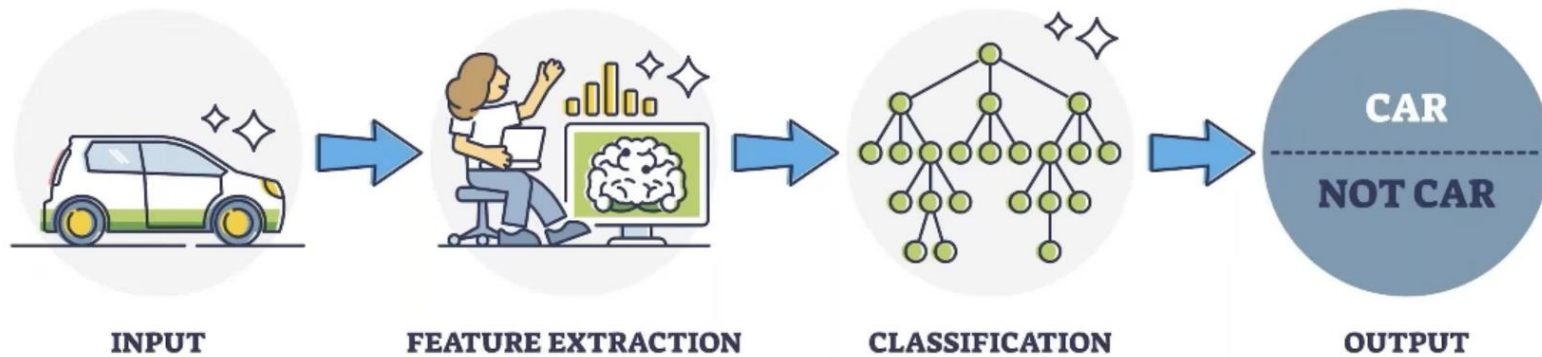 CAR
NOT CAR
INPUT
FEATURE EXTRACTION
CLASSIFICATION
OUTPUT